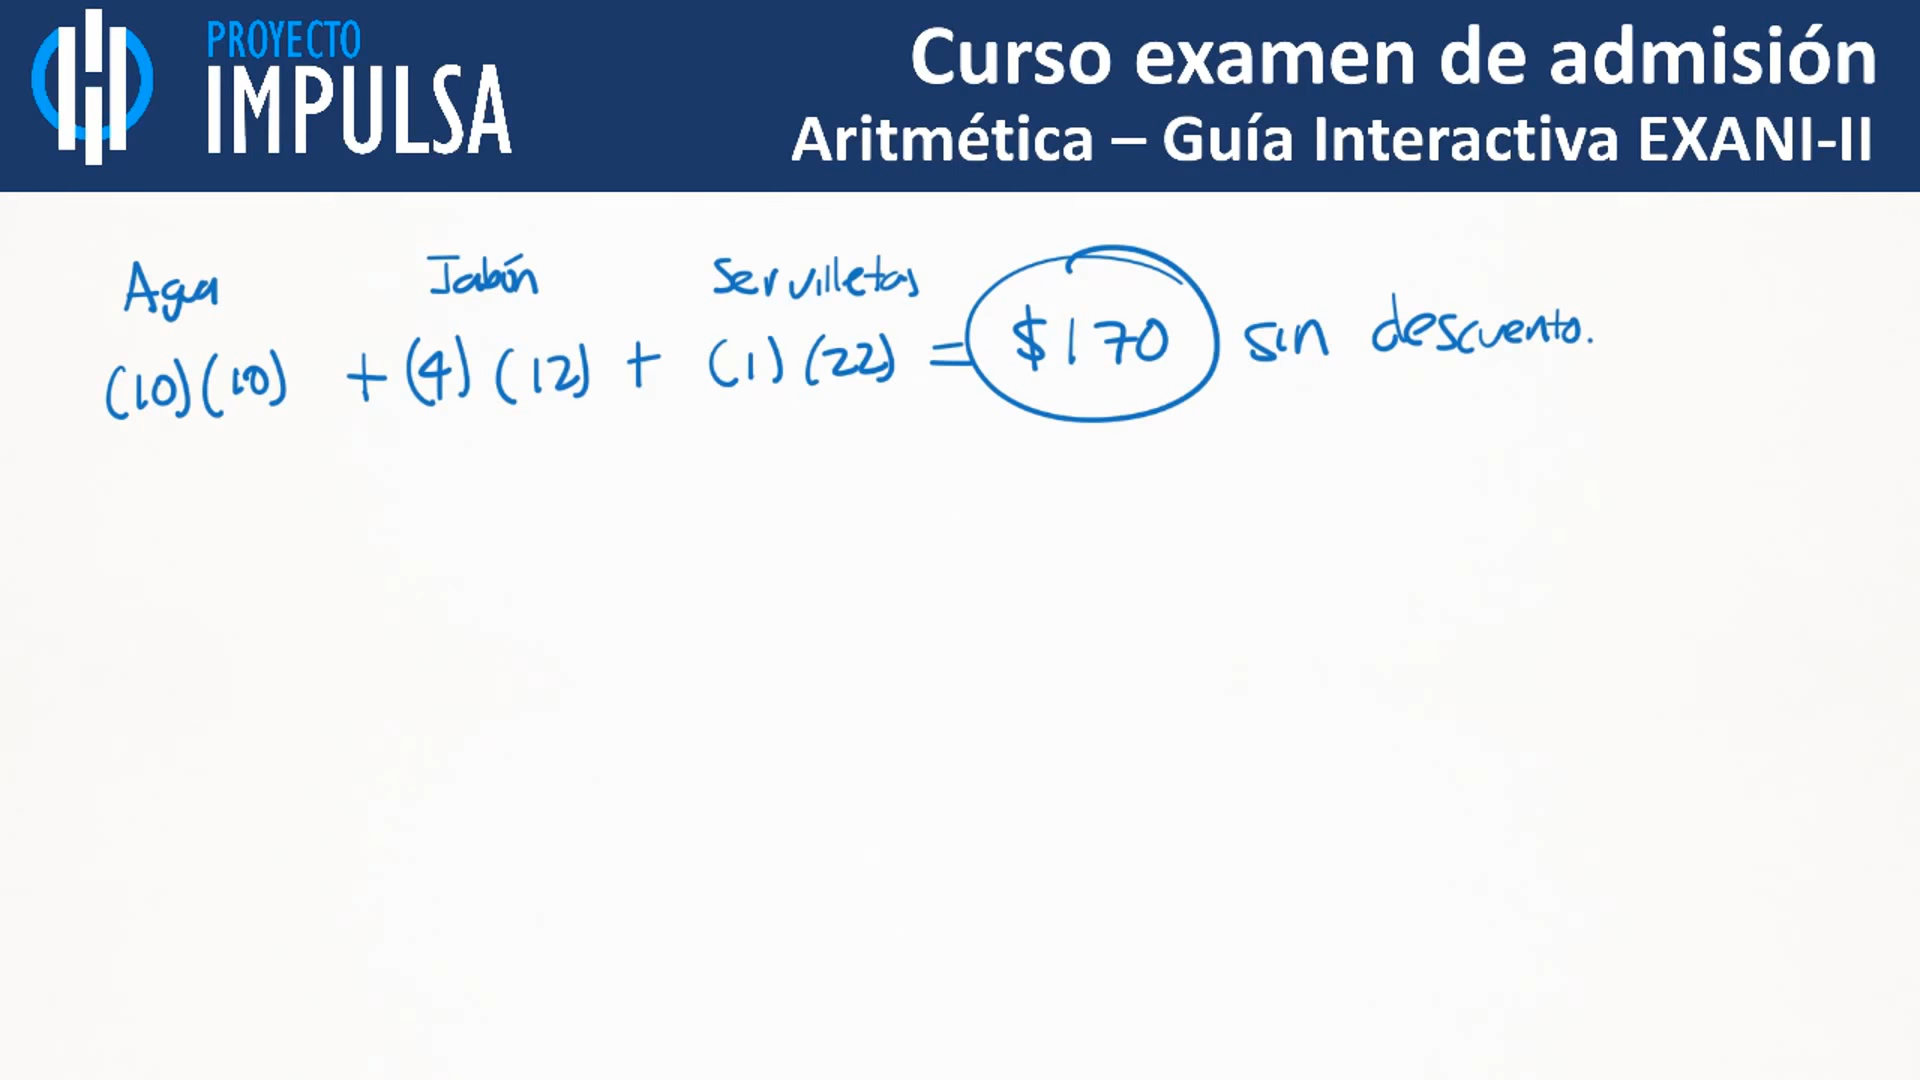 PROYECTO
IMPULSA
Curso examen de admisión
Aritmética – Guía Interactiva EXANI-II
Agua Jabón Servilletas
(10)(10) + (4)(12) + (1)(22) = $170 sin descuento.